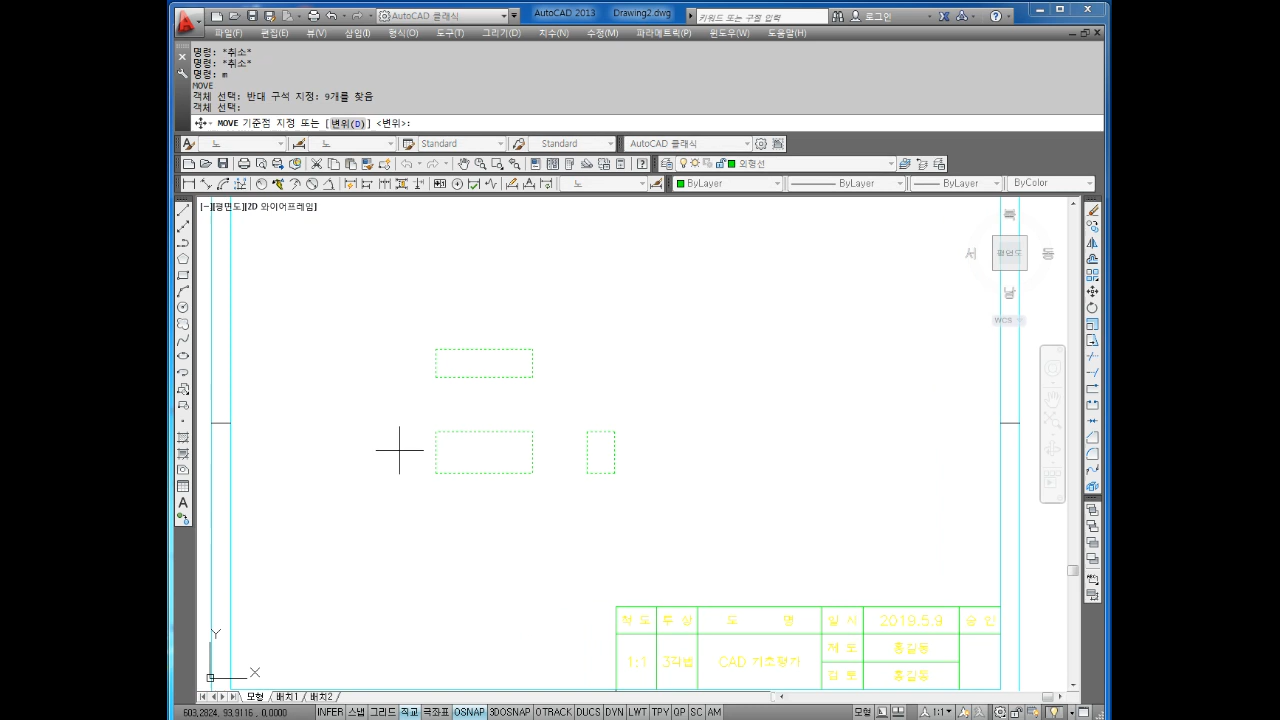 AutoCAD 클래식
AutoCAD 2013 Drawing2.dwg
키워드 또는 구절 입력
로그인
파일(F) 편집(E) 뷰(V) 삽입(I) 형식(O) 도구(T) 그리기(D) 치수(N) 수정(M) 파라메트릭(P) 윈도우(W) 도움말(H)
명령: *취소*
명령: *취소*
명령: m
MOVE
객체 선택: 반대 구석 지정: 9개를 찾음
객체 선택:
MOVE 기준점 지정 또는 [변위(D)] <변위>:
Standard Standard AutoCAD 클래식
외형선
ByLayer ByLayer ByLayer ByColor
[-][평면도][2D 와이어프레임]
북
서 평면도 동
남
WCS
Y
X
척 도 투 상 도 명 일 시 2019.5.9 승 인
1:1 3각법 CAD 기초평가 제 도 홍길동
검 토 홍길동
모형 배치1 배치2
603,2824, 93,9116 , 0,0000 INFER 스냅 그리드 직교 극좌표 OSNAP 3DOSNAP OTRACK DUCS DYN LWT TPY QP SC AM 모형 1:1